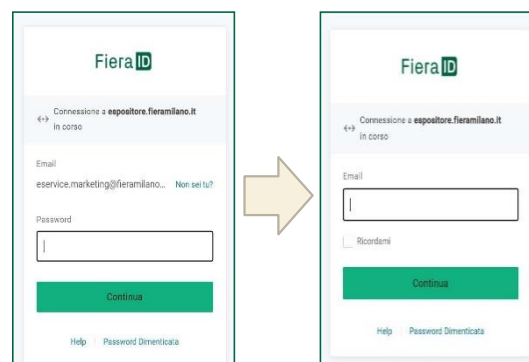 Fiera ID
Connessione a espositore.fieramilano.it
in corso
Email
eservice.marketing@fieramilano... Non sei tu?
Password
Continua
Help Password Dimenticata
Fiera ID
Connessione a espositore.fieramilano.it
in corso
Email
Ricordami
Continua
Help Password Dimenticata